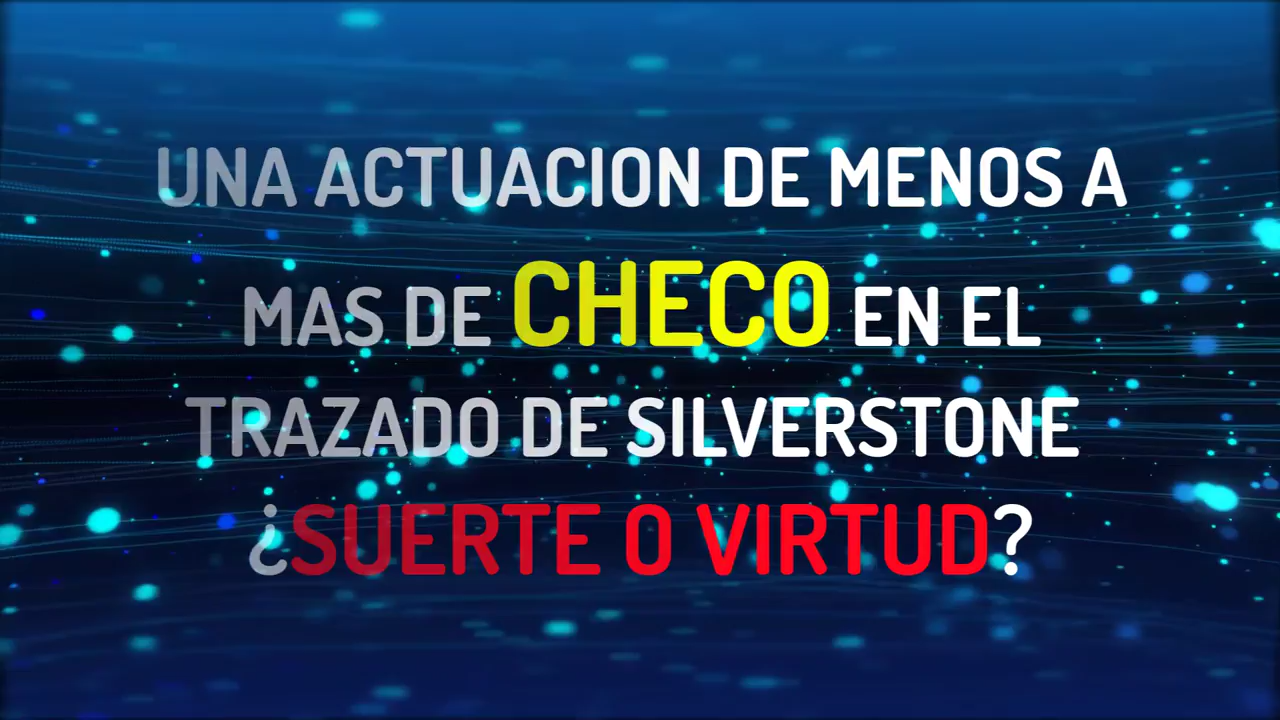 UNA ACTUACION DE MENOS A
MAS DE CHECO EN EL
TRAZADO DE SILVERSTONE
¿SUERTE O VIRTUD?